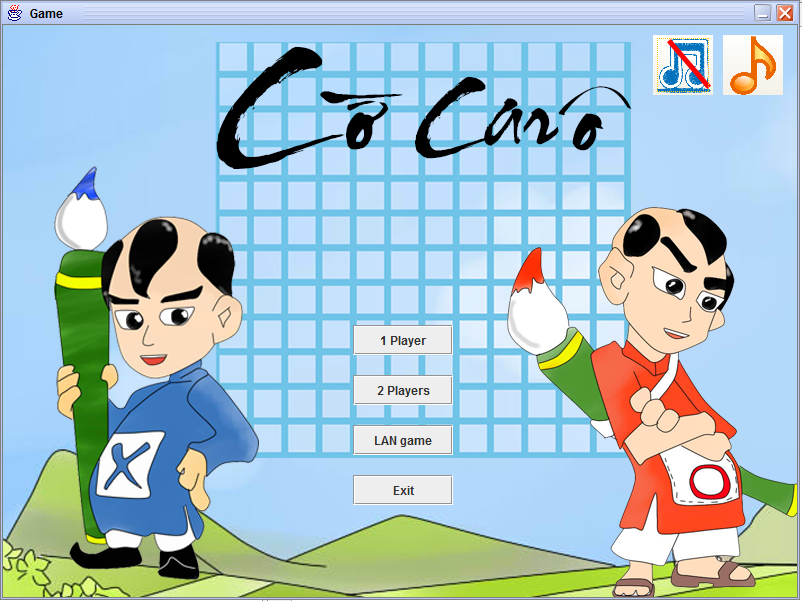 Game
Cờ Carô
1 Player
2 Players
LAN game
Exit
X
O